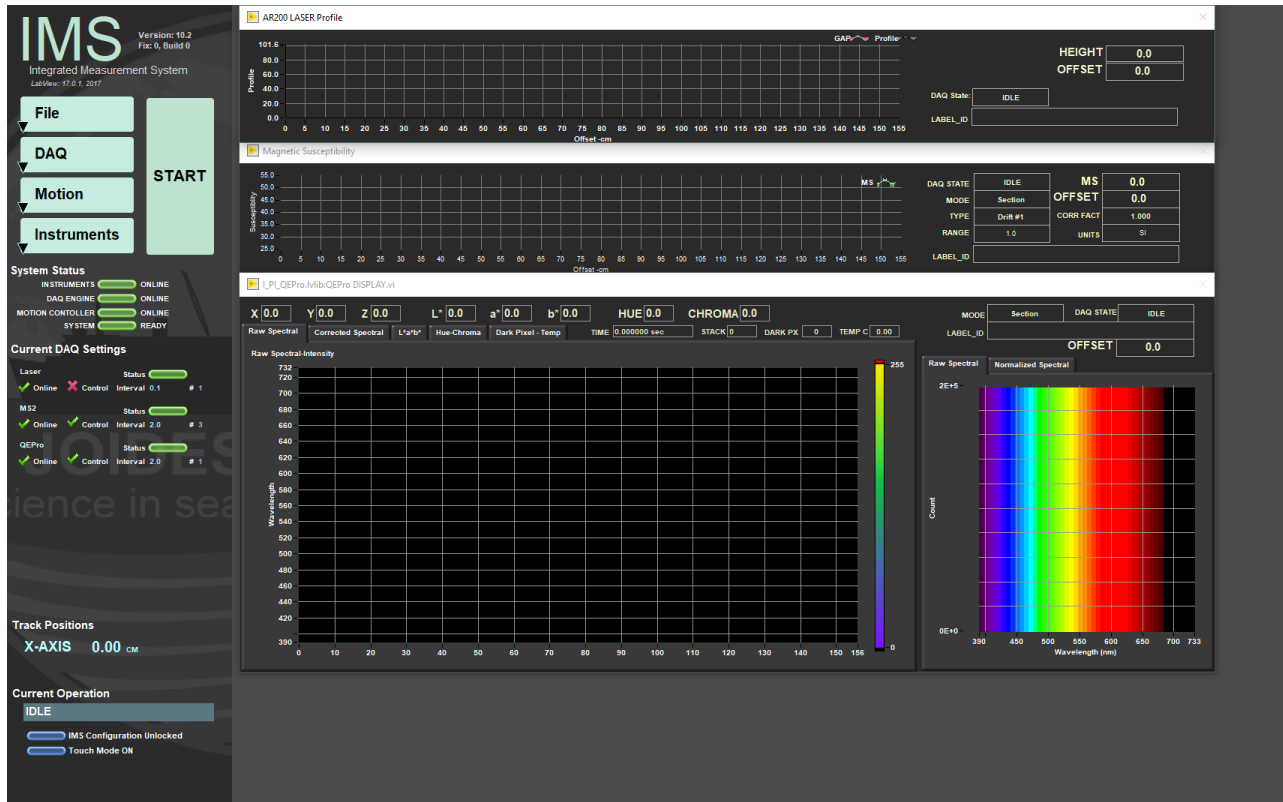 IMS
Version: 10.2
Fix: 0, Build 0
Integrated Measurement System
LabView: 17.0.1, 2017
File
DAQ
Motion
Instruments
START
System Status
INSTRUMENTS ONLINE
DAQ ENGINE ONLINE
MOTION CONTOLLER ONLINE
SYSTEM READY
Current DAQ Settings
Laser Status
Online Control Interval 0.1 # 1
MS2 Status
Online Control Interval 2.0 # 3
QEPro Status
Online Control Interval 2.0 # 1
JOIDES
cience in sea
Track Positions
X-AXIS 0.00 CM
Current Operation
IDLE
IMS Configuration Unlocked
Touch Mode ON
AR200 LASER Profile
GAP Profile
101.6
80.0
60.0
40.0
20.0
0.0
Profile
0 5 10 15 20 25 30 35 40 45 50 55 60 65 70 75 80 85 90 95 100 105 110 115 120 125 130 135 140 145 150 155
Offset -cm
HEIGHT 0.0
OFFSET 0.0
DAQ State: IDLE
LABEL_ID
Magnetic Susceptibility
MS
55.0
50.0
45.0
40.0
35.0
30.0
25.0
Susceptibility
0 5 10 15 20 25 30 35 40 45 50 55 60 65 70 75 80 85 90 95 100 105 110 115 120 125 130 135 140 145 150 155
Offset -cm
DAQ STATE IDLE MS 0.0
MODE Section OFFSET 0.0
TYPE Drift #1 CORR FACT 1.000
RANGE 1.0 UNITS SI
LABEL_ID
I_PI_QEPro.lvlib:QEPro DISPLAY.vi
X 0.0 Y 0.0 Z 0.0 L* 0.0 a* 0.0 b* 0.0 HUE 0.0 CHROMA 0.0
Raw Spectral Corrected Spectral L*a*b* Hue-Chroma Dark Pixel - Temp TIME 0.000000 sec STACK 0 DARK PX 0 TEMP C 0.00
Raw Spectral-Intensity
732
720
700
680
660
640
620
600
580
560
540
520
500
480
460
440
420
390
Wavelength
0 10 20 30 40 50 60 70 80 90 100 110 120 130 140 150 156
255
0
MODE Section DAQ STATE IDLE
LABEL_ID
OFFSET 0.0
Raw Spectral Normalized Spectral
2E+5
Count
0E+0
390 450 500 550 600 650 700 733
Wavelength (nm)